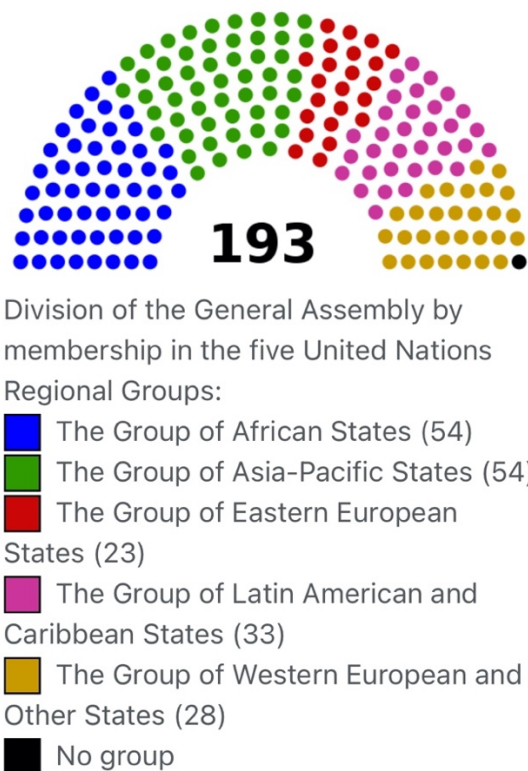 193
Division of the General Assembly by
membership in the five United Nations
Regional Groups:
The Group of African States (54)
The Group of Asia-Pacific States (54)
The Group of Eastern European
States (23)
The Group of Latin American and
Caribbean States (33)
The Group of Western European and
Other States (28)
No group